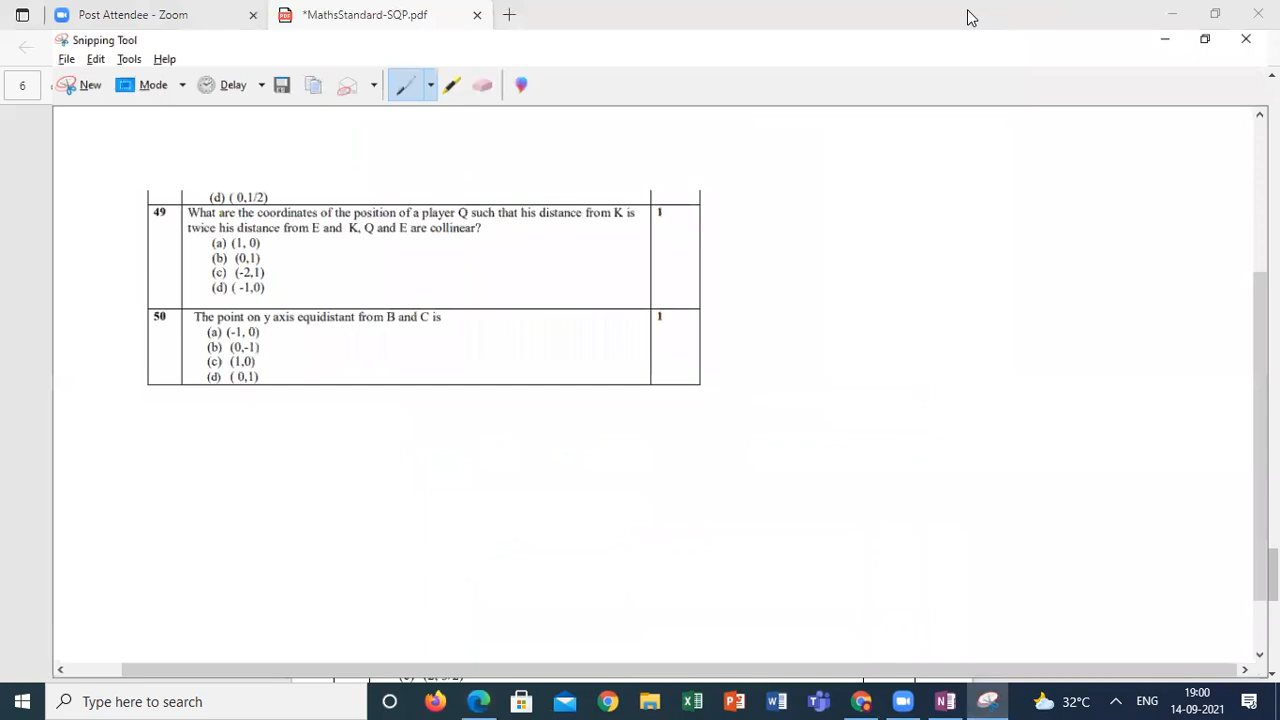 Post Attendee - Zoom
*MathsStandard-SQP.pdf
Snipping Tool
File Edit Tools Help
6
New Mode Delay
(d) ( 0,1/2)
49 What are the coordinates of the position of a player Q such that his distance from K is 1
twice his distance from E and K, Q and E are collinear?
(a) (1, 0)
(b) (0,1)
(c) (-2,1)
(d) ( -1,0)
50 The point on y axis equidistant from B and C is 1
(a) (-1, 0)
(b) (0,-1)
(c) (1,0)
(d) ( 0,1)
Type here to search
32°C
ENG
19:00
14-09-2021